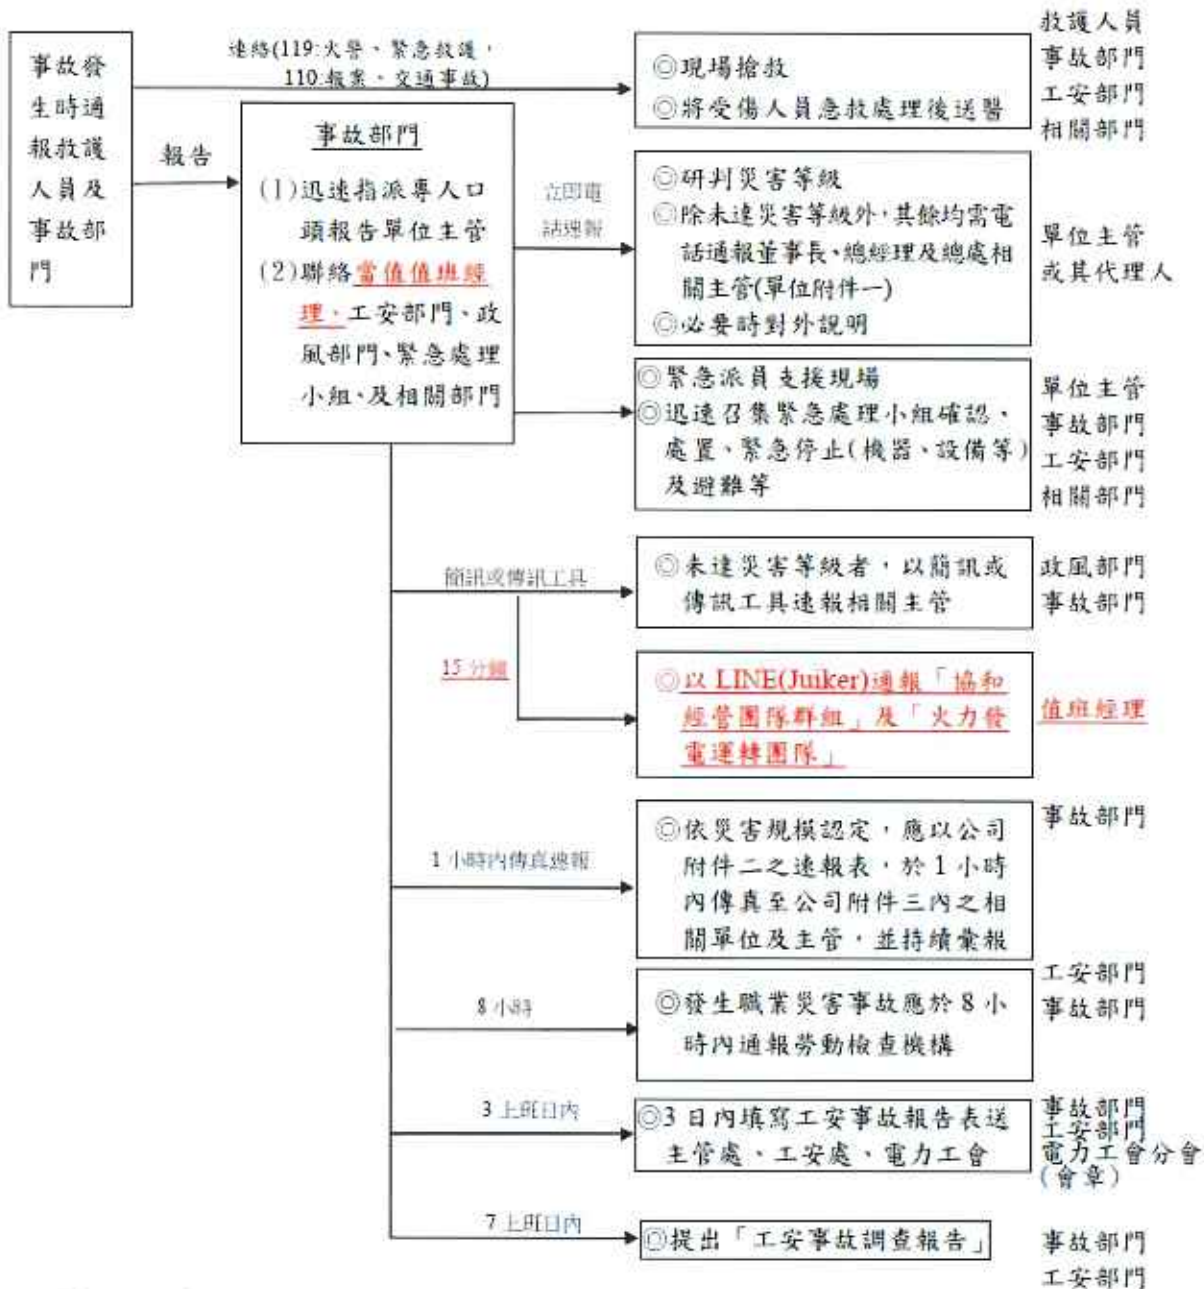 事故發
生時通
報救護
人員及
事故部
門
連絡(119:火警、緊急救護,
110:報案、交通事故)
報告
事故部門
(1)迅速指派專人口
頭報告單位主管
(2)聯絡當值值班經
理、工安部門、政
風部門、緊急處理
小組、及相關部門
◎現場搶救
◎將受傷人員急救處理後送醫
救護人員
事故部門
工安部門
相關部門
立即電
話速報
◎研判災害等級
◎除未達災害等級外,其餘均需電
話通報董事長、總經理及總處相
關主管(單位附件一)
◎必要時對外說明
單位主管
或其代理人
◎緊急派員支援現場
◎迅速召集緊急處理小組確認、
處置、緊急停止(機器、設備等)
及避難等
單位主管
事故部門
工安部門
相關部門
簡訊或傳訊工具
◎未達災害等級者,以簡訊或
傳訊工具速報相關主管
政風部門
事故部門
15 分鐘
◎以 LINE(Juiker)通報「協和
經營團隊群組」及「火力發
電運轉團隊」
值班經理
1 小時內傳真速報
◎依災害規模認定,應以公司
附件二之速報表,於 1 小時
內傳真至公司附件三內之相
關單位及主管,並持續彙報
事故部門
8 小時
◎發生職業災害事故應於 8 小
時內通報勞動檢查機構
工安部門
事故部門
3 上班日內
◎3 日內填寫工安事故報告表送
主管處、工安處、電力工會
事故部門
工安部門
電力工會分會
(會章)
7 上班日內
◎提出「工安事故調查報告」
事故部門
工安部門